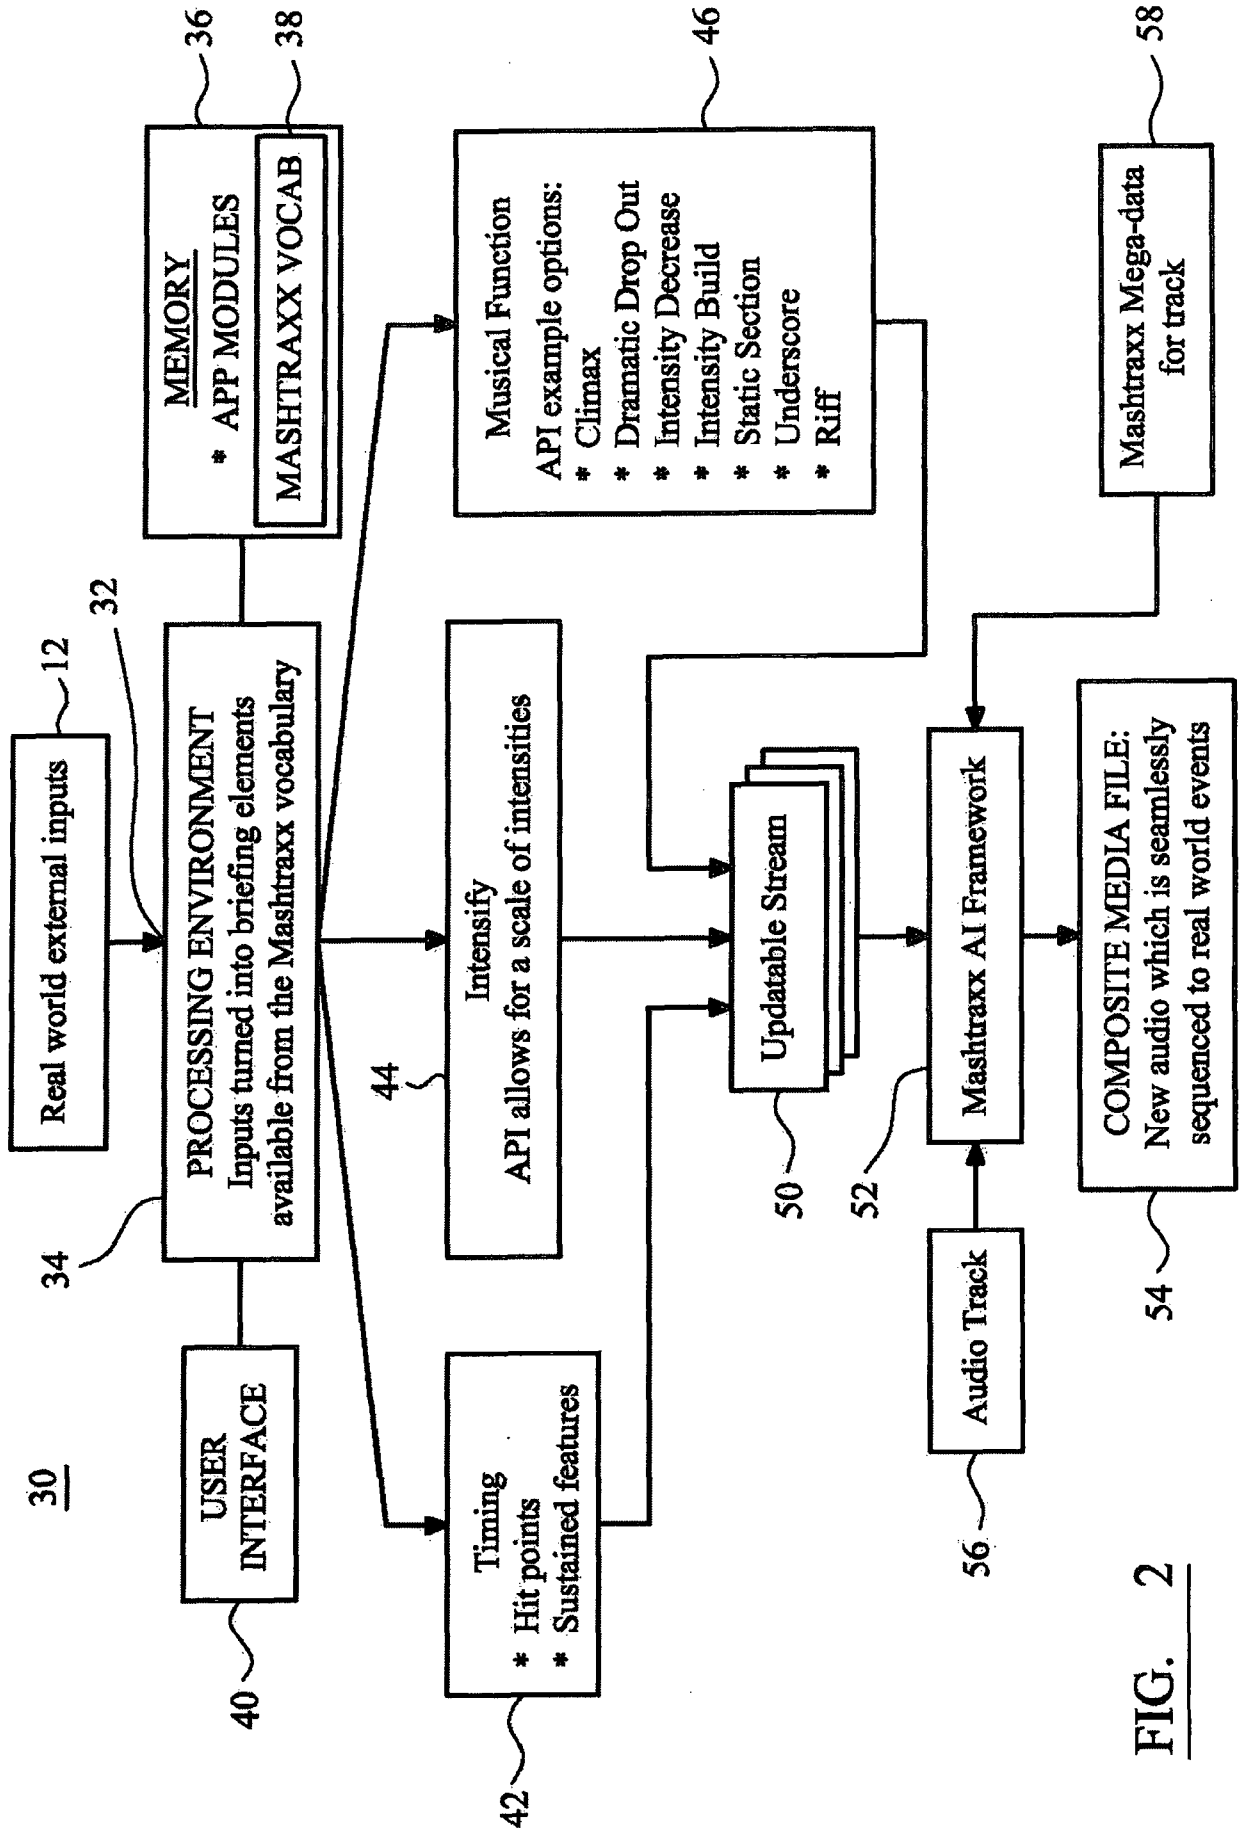 30
Real world external inputs
12
32
34
PROCESSING ENVIRONMENT
Inputs turned into briefing elements
available from the Mashtraxx vocabulary
USER
INTERFACE
40
MEMORY
* APP MODULES
MASHTRAXX VOCAB
36
38
Timing
* Hit points
* Sustained features
42
44
Intensify
API allows for a scale of intensities
Musical Function
API example options:
* Climax
* Dramatic Drop Out
* Intensity Decrease
* Intensity Build
* Static Section
* Underscore
* Riff
46
Updatable Stream
50
52
Audio Track
56
Mashtraxx AI Framework
Mashtraxx Mega-data
for track
58
COMPOSITE MEDIA FILE:
New audio which is seamlessly
sequenced to real world events
54
FIG. 2